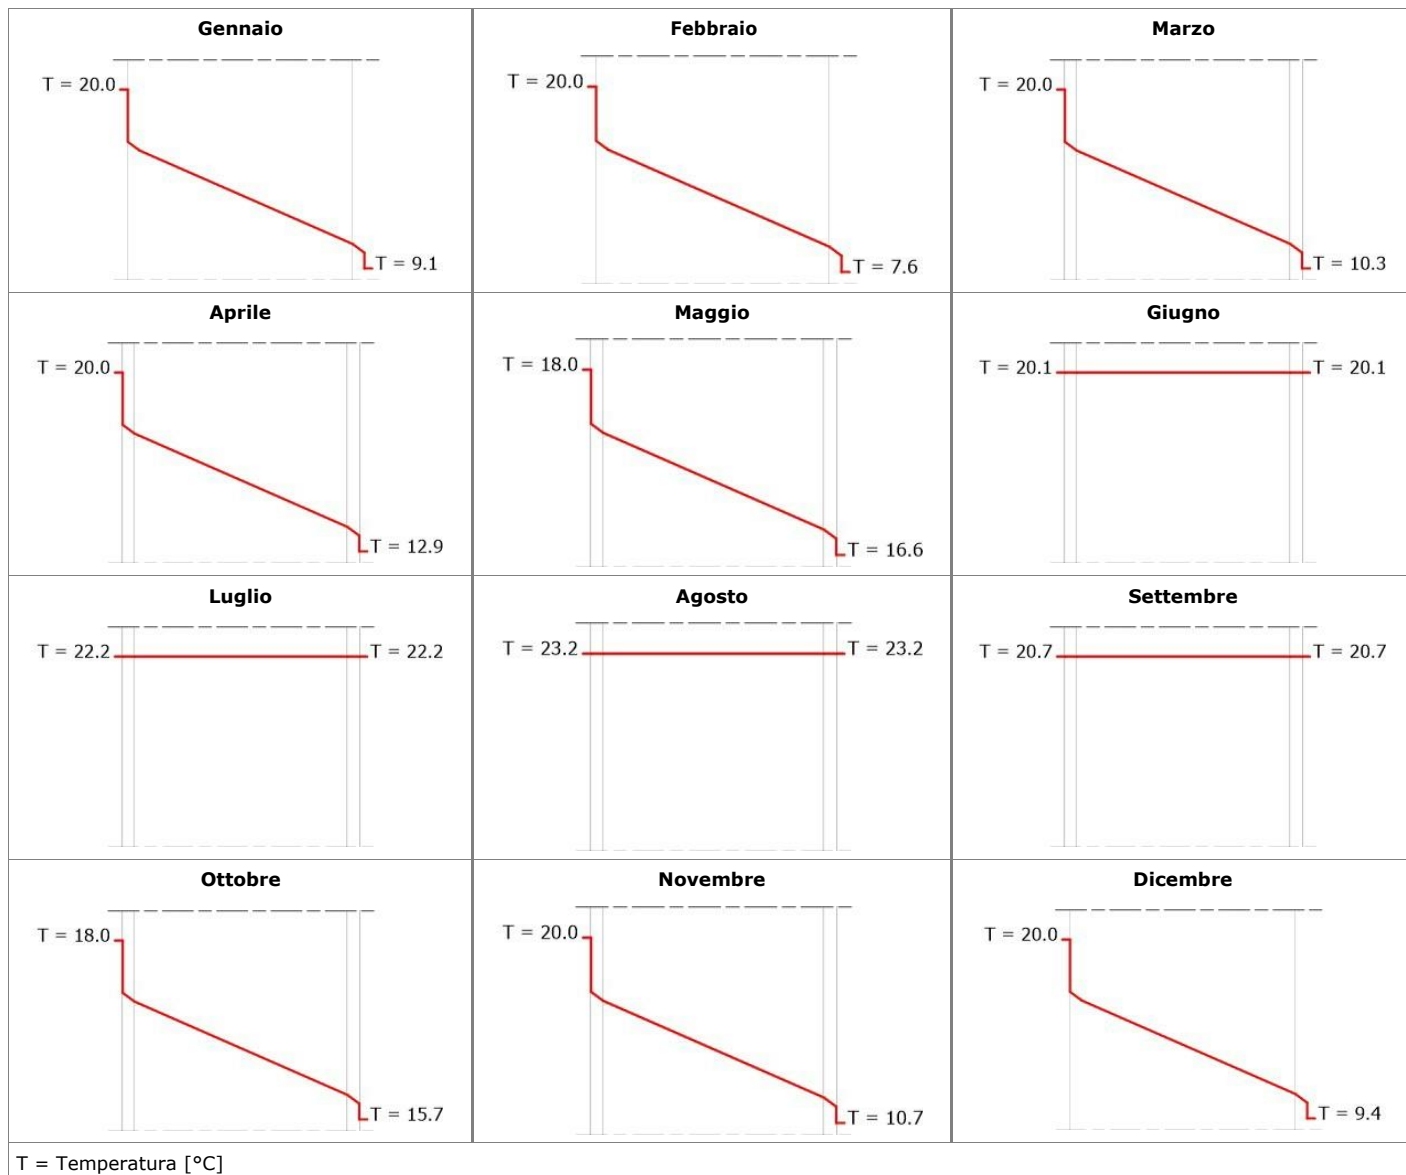 Gennaio
T = 20.0
T = 9.1
Febbraio
T = 20.0
T = 7.6
Marzo
T = 20.0
T = 10.3
Aprile
T = 20.0
T = 12.9
Maggio
T = 18.0
T = 16.6
Giugno
T = 20.1
T = 20.1
Luglio
T = 22.2
T = 22.2
Agosto
T = 23.2
T = 23.2
Settembre
T = 20.7
T = 20.7
Ottobre
T = 18.0
T = 15.7
Novembre
T = 20.0
T = 10.7
Dicembre
T = 20.0
T = 9.4
T = Temperatura [°C]